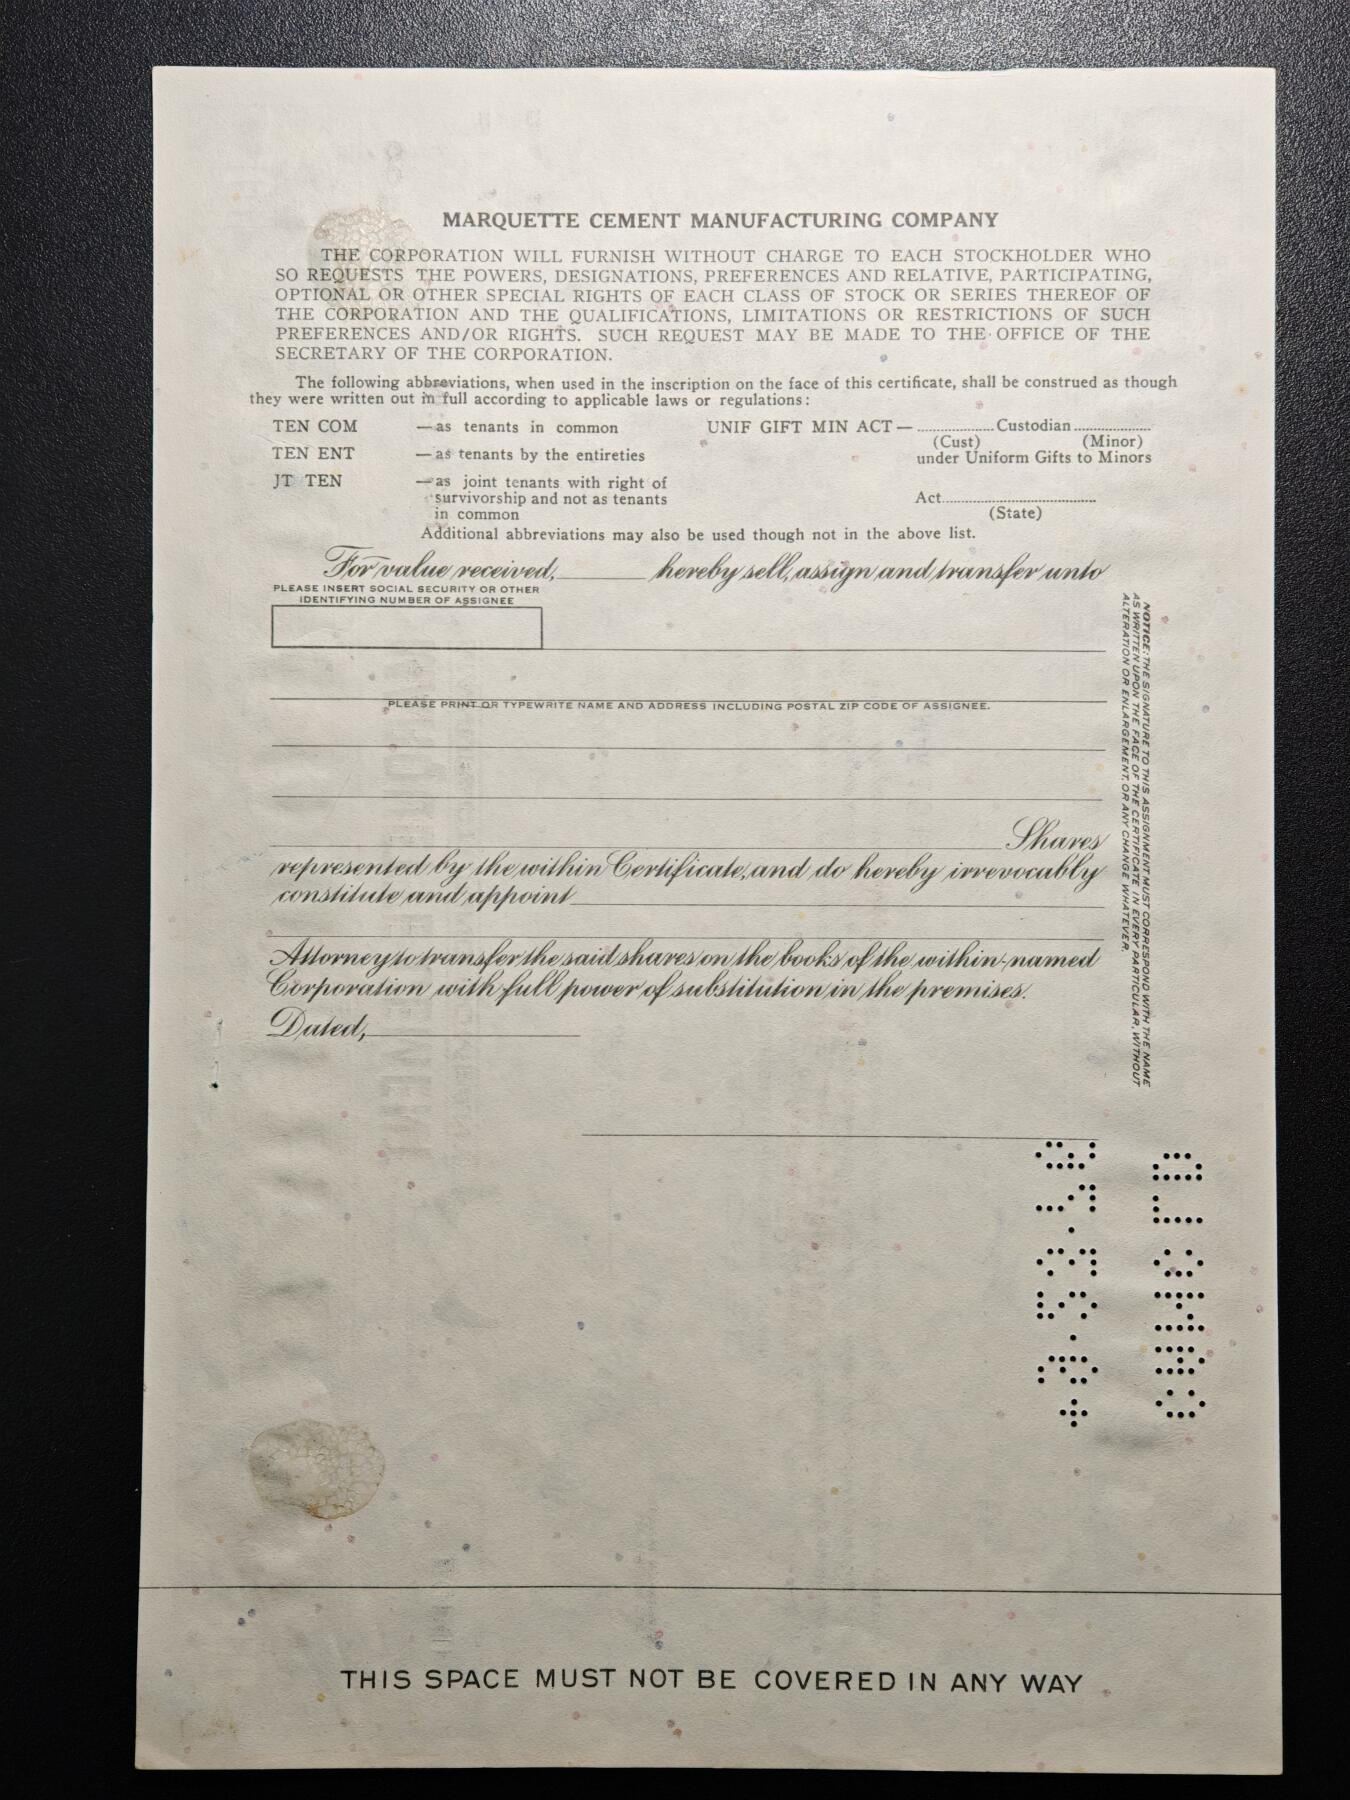 MARQUETTE CEMENT MANUFACTURING COMPANY
THE CORPORATION WILL FURNISH WITHOUT CHARGE TO EACH STOCKHOLDER WHO
SO REQUESTS THE POWERS, DESIGNATIONS, PREFERENCES AND RELATIVE, PARTICIPATING,
OPTIONAL OR OTHER SPECIAL RIGHTS OF EACH CLASS OF STOCK OR SERIES THEREOF OF
THE CORPORATION AND THE QUALIFICATIONS, LIMITATIONS OR RESTRICTIONS OF SUCH
PREFERENCES AND/OR RIGHTS. SUCH REQUEST MAY BE MADE TO THE OFFICE OF THE
SECRETARY OF THE CORPORATION.
The following abbreviations, when used in the inscription on the face of this certificate, shall be construed as though
they were written out in full according to applicable laws or regulations:
TEN COM —as tenants in common UNIF GIFT MIN ACT—....................Custodian....................
(Cust) (Minor)
TEN ENT —as tenants by the entireties under Uniform Gifts to Minors
JT TEN —as joint tenants with right of
survivorship and not as tenants Act........................................
in common (State)
Additional abbreviations may also be used though not in the above list.
For value received,________ hereby sell, assign and transfer unto
PLEASE INSERT SOCIAL SECURITY OR OTHER
IDENTIFYING NUMBER OF ASSIGNEE
PLEASE PRINT OR TYPEWRITE NAME AND ADDRESS INCLUDING POSTAL ZIP CODE OF ASSIGNEE.
Shares
represented by the within Certificate, and do hereby irrevocably
constitute and appoint
Attorney to transfer the said shares on the books of the within-named
Corporation with full power of substitution in the premises.
Dated,
NOTICE: THE SIGNATURE TO THIS ASSIGNMENT MUST CORRESPOND WITH THE NAME
AS WRITTEN UPON THE FACE OF THE CERTIFICATE IN EVERY PARTICULAR, WITHOUT
ALTERATION OR ENLARGEMENT, OR ANY CHANGE WHATEVER.
THIS SPACE MUST NOT BE COVERED IN ANY WAY